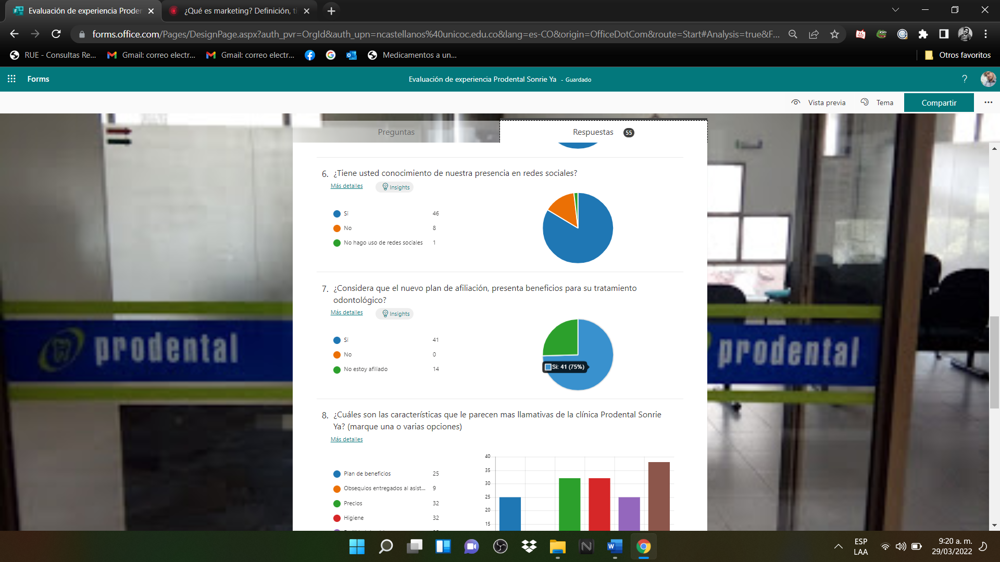 Evaluación de experiencia Proden
¿Qué es marketing? Definición, ti
forms.office.com/Pages/DesignPage.aspx?auth_pvr=OrgId&auth_upn=ncastellanos%40unicoc.edu.co&lang=es-CO&origin=OfficeDotCom&route=Start#Analysis=true&F...
RUE - Consultas Re...
Gmail: correo electr...
Gmail: correo electr...
Medicamentos a un...
Otros favoritos
Forms
Evaluación de experiencia Prodental Sonrie Ya - Guardado
?
Vista previa
Tema
Compartir
Preguntas
Respuestas 55
6. ¿Tiene usted conocimiento de nuestra presencia en redes sociales?
Más detalles
Insights
Si 46
No 8
No hago uso de redes sociales 1
7. ¿Considera que el nuevo plan de afiliación, presenta beneficios para su tratamiento
odontológico?
Más detalles
Insights
Si 41
No 0
No estoy afiliado 14
Si: 41 (75%)
prodental
prodental
8. ¿Cuáles son las características que le parecen mas llamativas de la clínica Prodental Sonrie
Ya? (marque una o varias opciones)
Más detalles
Plan de beneficios 25
Obsequios entregados al asist... 9
Precios 32
Higiene 32
40
35
30
25
20
15
ESP
LAA
9:20 a. m.
29/03/2022